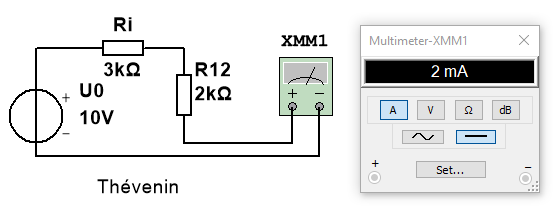 Ri
3kΩ
R12
2kΩ
U0
10V
+
−
XMM1
+ −
Thévenin
Multimeter-XMM1
2 mA
A V Ω dB
+ Set... −